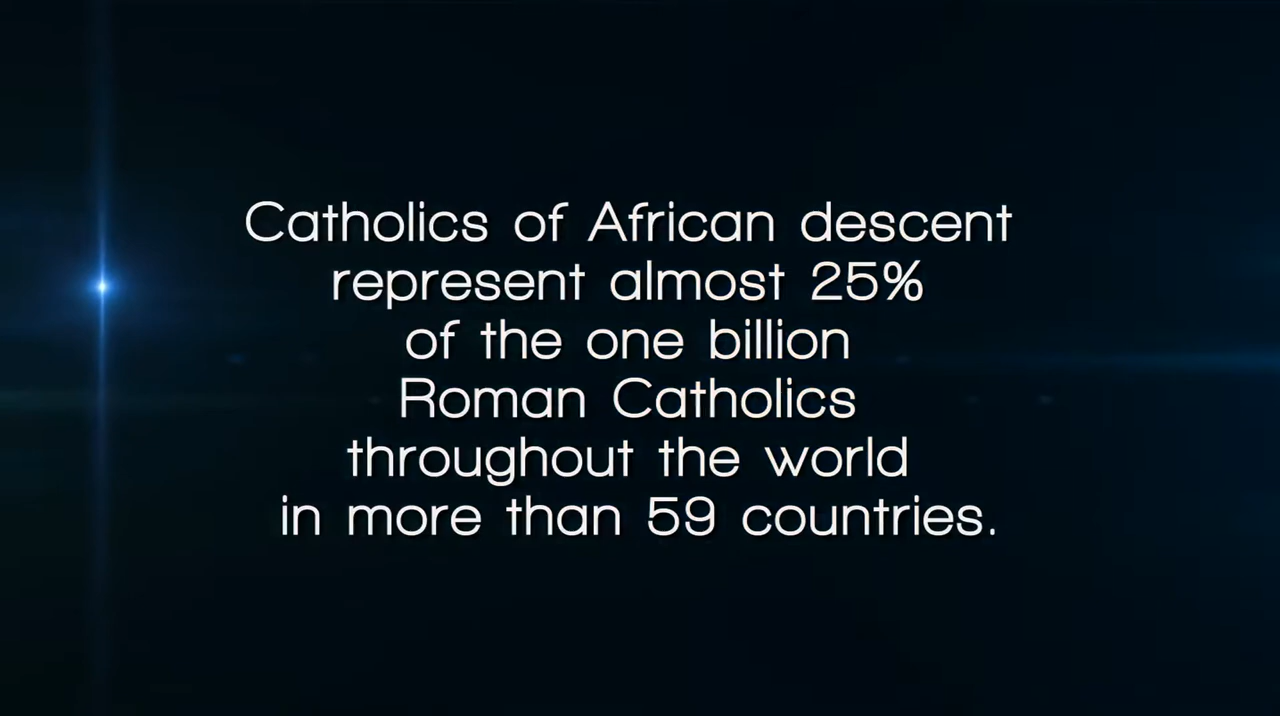 Catholics of African descent
represent almost 25%
of the one billion
Roman Catholics
throughout the world
in more than 59 countries.